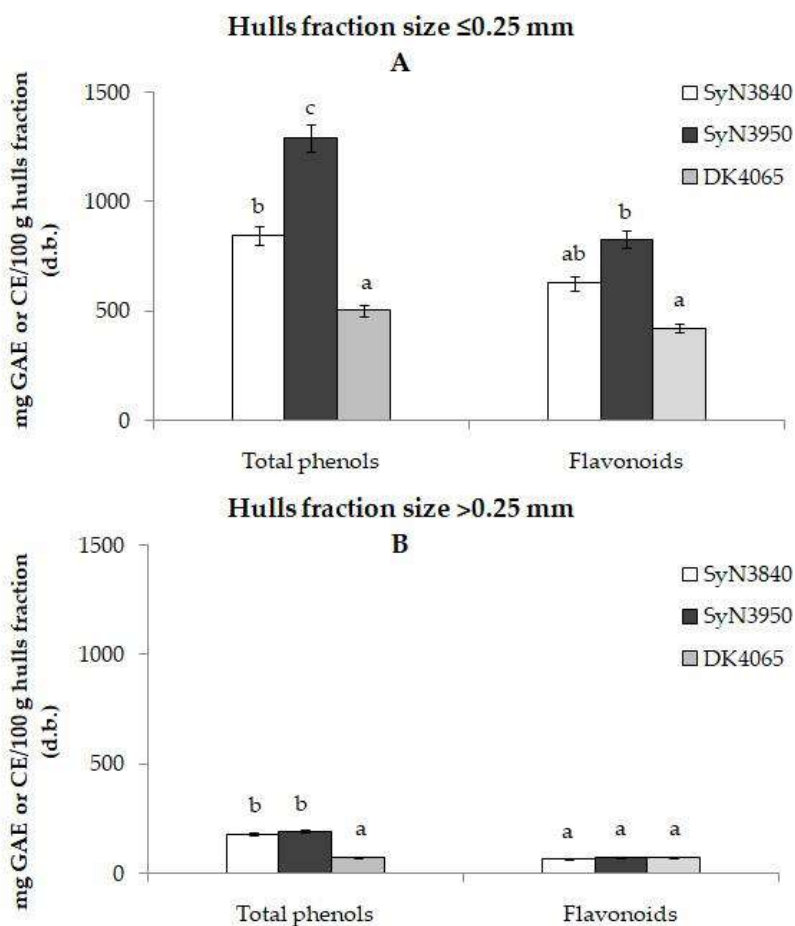 Hulls fraction size ≤0.25 mm
A
mg GAE or CE/100 g hulls fraction
(d.b.)
1500
1000
500
0
SyN3840
SyN3950
DK4065
b
c
a
ab
b
a
Total phenols
Flavonoids
Hulls fraction size >0.25 mm
B
mg GAE or CE/100 g hulls fraction
(d.b.)
1500
1000
500
0
SyN3840
SyN3950
DK4065
b
b
a
a
a
a
Total phenols
Flavonoids